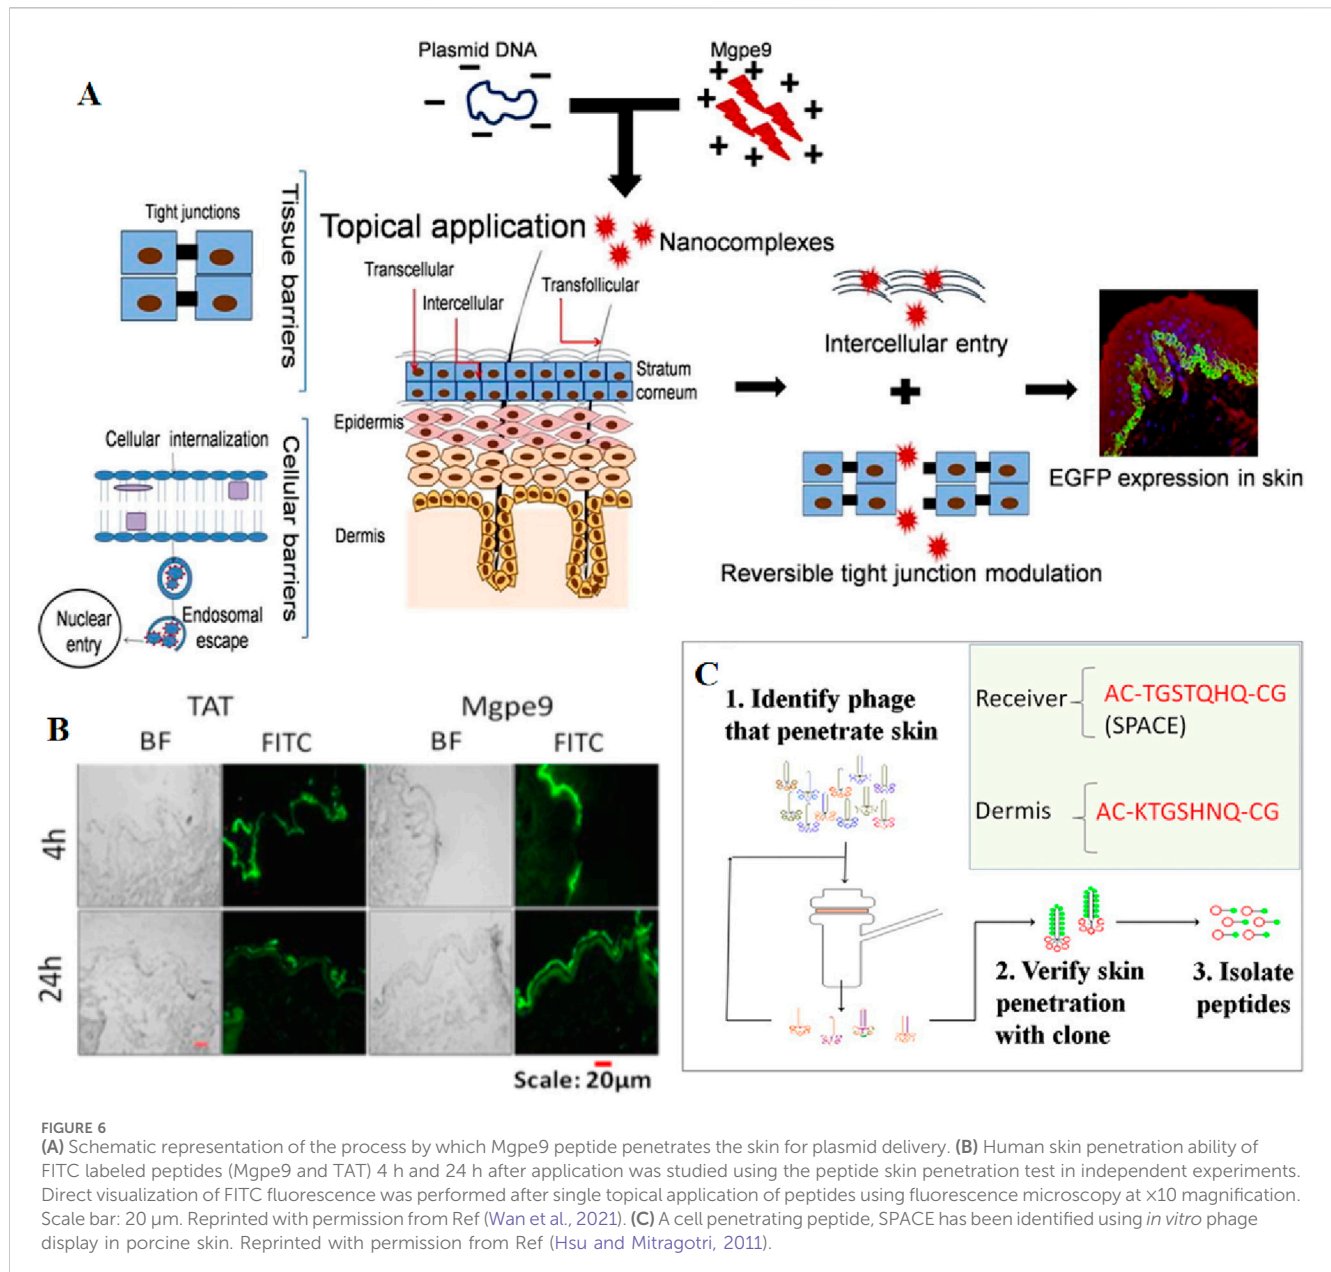 A
Plasmid DNA
Mgpe9
Tight junctions
Tissue barriers
Topical application
Nanocomplexes
Transcellular
Intercellular
Transfollicular
Stratum
corneum
Epidermis
Dermis
Intercellular entry
Reversible tight junction modulation
EGFP expression in skin
Cellular internalization
Cellular barriers
Endosomal
escape
Nuclear
entry
B
TAT
Mgpe9
BF
FITC
BF
FITC
4h
24h
Scale: 20µm
C
1. Identify phage
that penetrate skin
Receiver
AC-TGSTQHQ-CG
(SPACE)
Dermis
AC-KTGSHNQ-CG
2. Verify skin
penetration
with clone
3. Isolate
peptides
FIGURE 6
(A) Schematic representation of the process by which Mgpe9 peptide penetrates the skin for plasmid delivery. (B) Human skin penetration ability of
FITC labeled peptides (Mgpe9 and TAT) 4 h and 24 h after application was studied using the peptide skin penetration test in independent experiments.
Direct visualization of FITC fluorescence was performed after single topical application of peptides using fluorescence microscopy at ×10 magnification.
Scale bar: 20 µm. Reprinted with permission from Ref (Wan et al., 2021). (C) A cell penetrating peptide, SPACE has been identified using in vitro phage
display in porcine skin. Reprinted with permission from Ref (Hsu and Mitragotri, 2011).